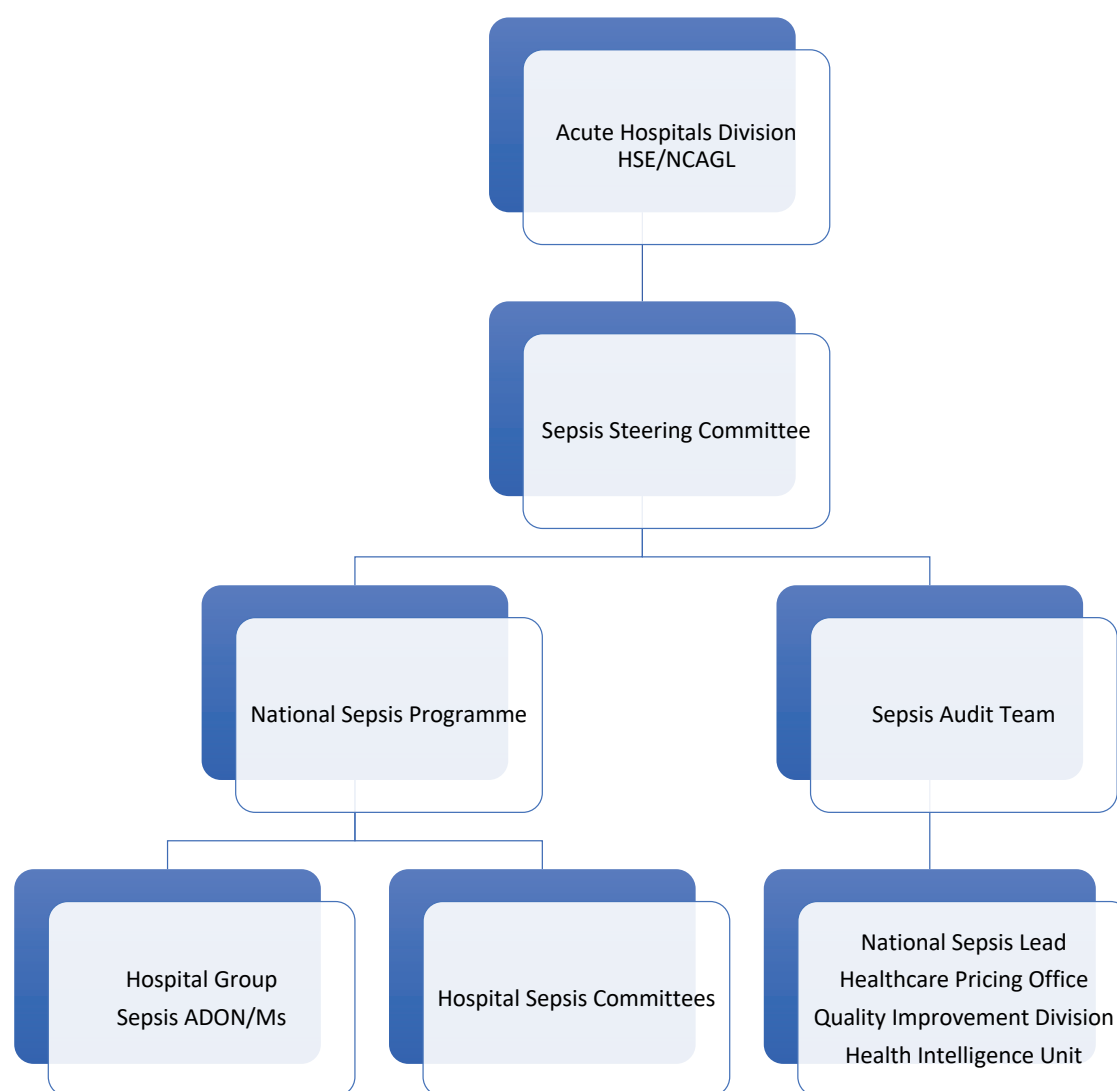 Acute Hospitals Division
HSE/NCAGL
Sepsis Steering Committee
National Sepsis Programme
Sepsis Audit Team
Hospital Group
Sepsis ADON/Ms
Hospital Sepsis Committees
National Sepsis Lead
Healthcare Pricing Office
Quality Improvement Division
Health Intelligence Unit